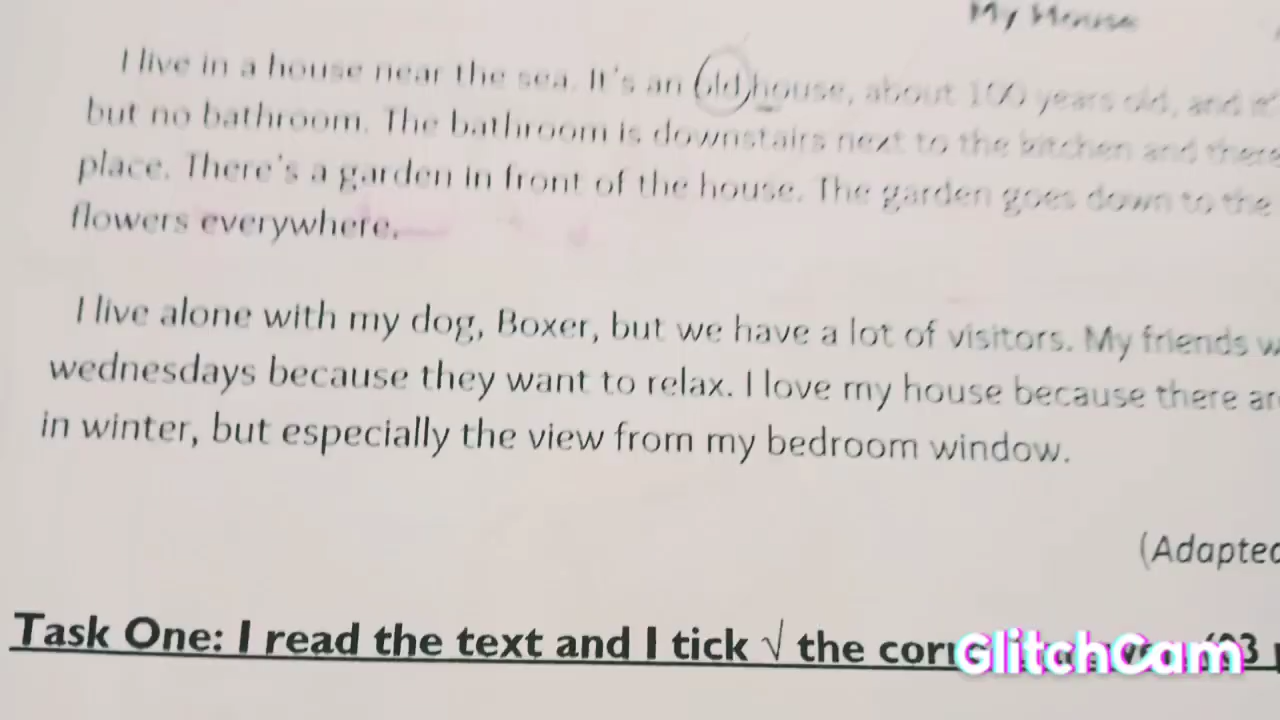 My House
I live in a house near the sea. It's an old house, about 100 years old, and
but no bathroom. The bathroom is downstairs next to the kitchen and there
place. There's a garden in front of the house. The garden goes down to the
flowers everywhere.
I live alone with my dog, Boxer, but we have a lot of visitors. My friends
wednesdays because they want to relax. I love my house because there are
in winter, but especially the view from my bedroom window.
(Adapted
Task One: I read the text and I tick √ the
GlitchCam